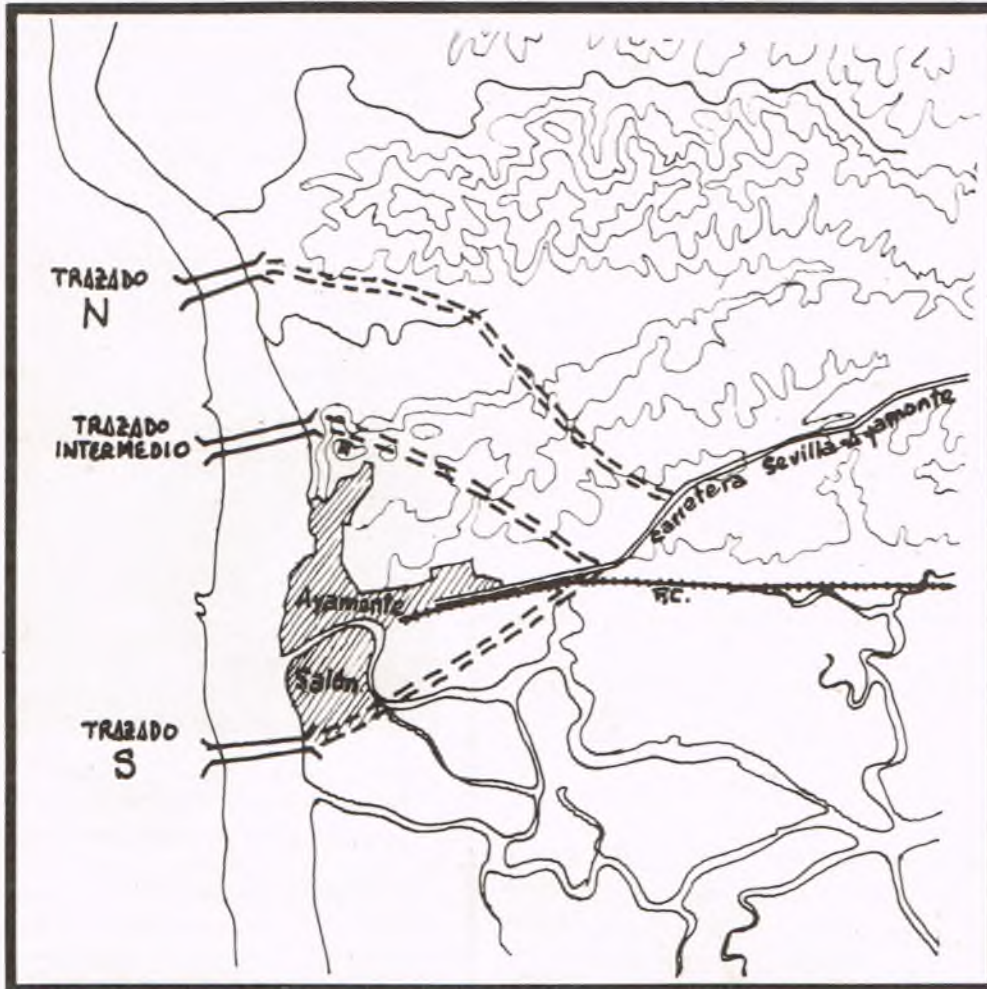 TRAZADO
N
TRAZADO
INTERMEDIO
carretera Sevilla-Ayamonte
F.C.
Ayamonte
Salón.
TRAZADO
S